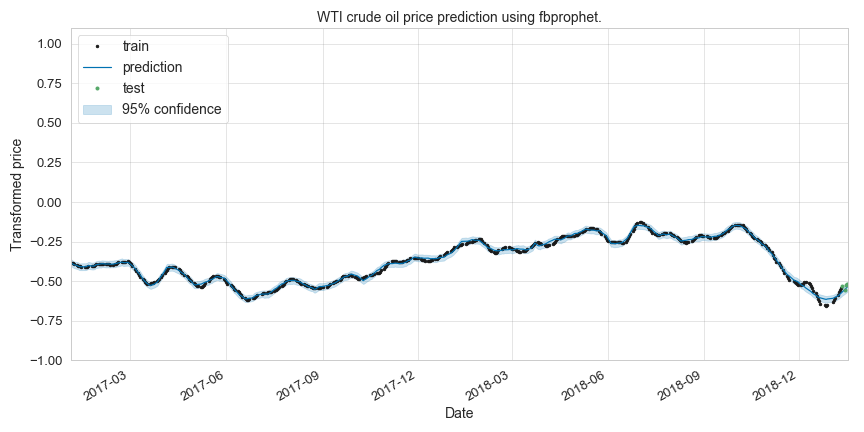 WTI crude oil price prediction using fbprophet.
train
prediction
test
95% confidence
Transformed price
1.00
0.75
0.50
0.25
0.00
−0.25
−0.50
−0.75
−1.00
2017-03
2017-06
2017-09
2017-12
2018-03
2018-06
2018-09
2018-12
Date